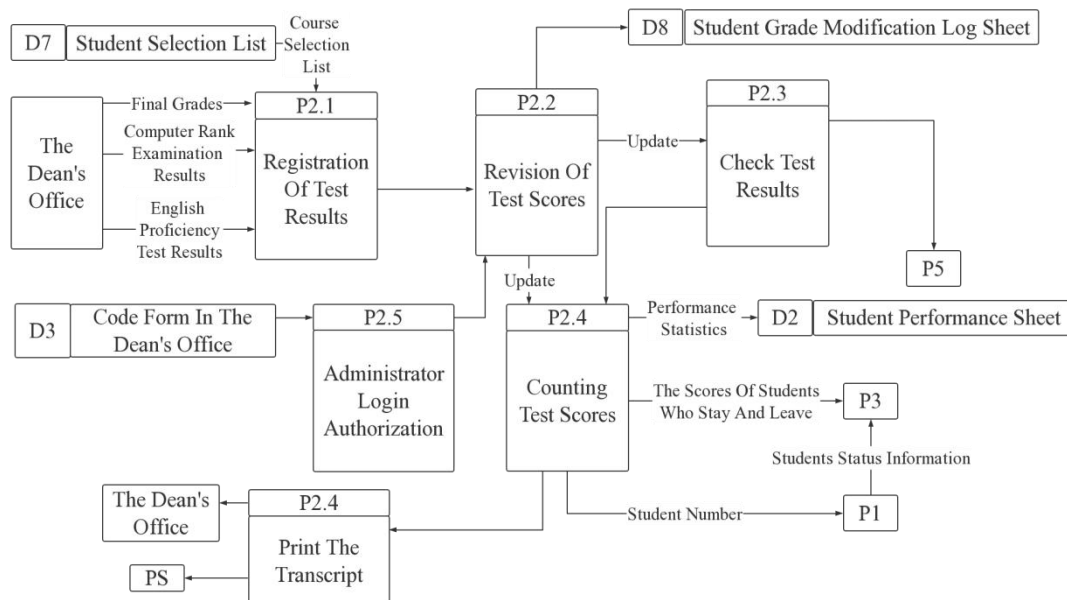 D7
Student Selection List
Course
Selection
List
D8
Student Grade Modification Log Sheet
The
Dean's
Office
Final Grades
Computer Rank
Examination
Results
English
Proficiency
Test Results
P2.1
Registration
Of Test
Results
P2.2
Revision Of
Test Scores
Update
P2.3
Check Test
Results
P5
Update
D3
Code Form In The
Dean's Office
P2.5
Administrator
Login
Authorization
P2.4
Counting
Test Scores
Performance
Statistics
D2
Student Performance Sheet
The Scores Of Students
Who Stay And Leave
P3
Students Status Information
Student Number
P1
The Dean's
Office
P2.4
Print The
Transcript
PS